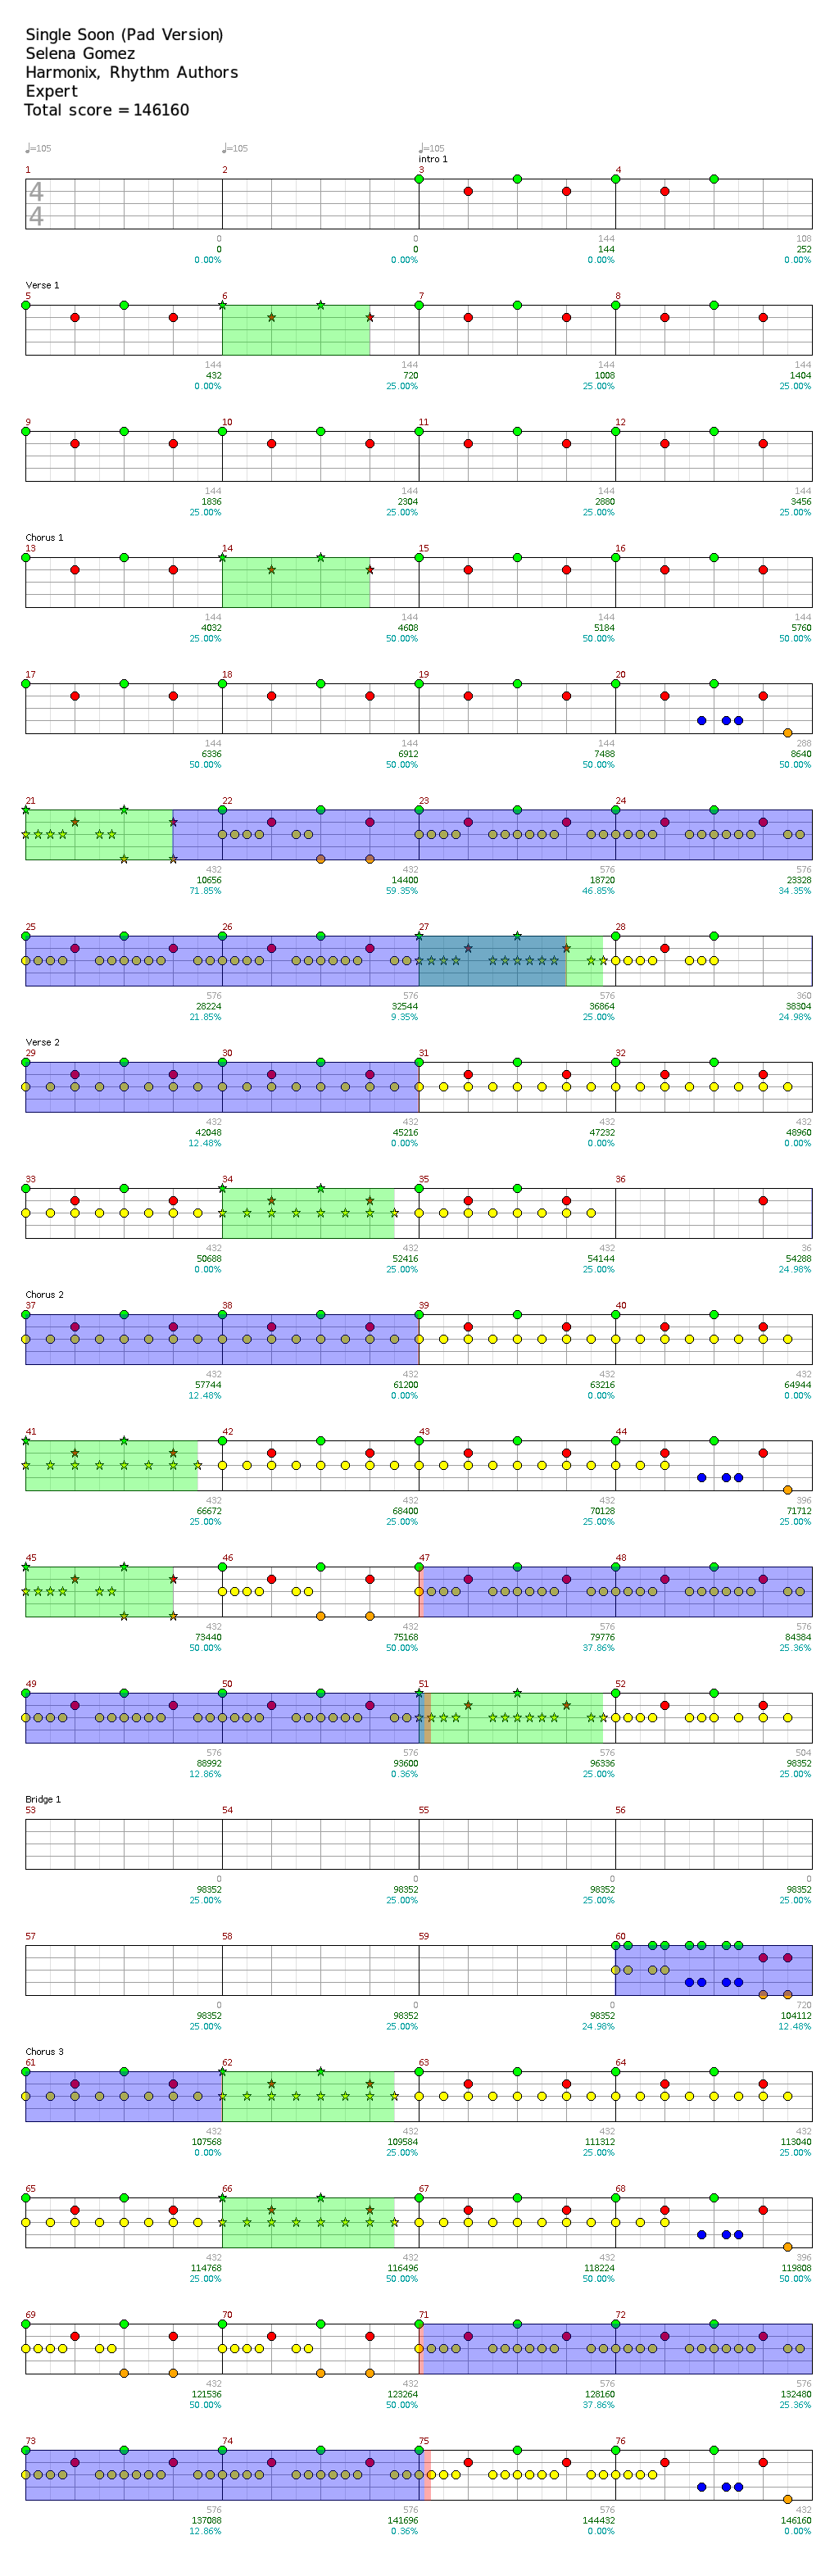 Single Soon (Pad Version)
Selena Gomez
Harmonix, Rhythm Authors
Expert
Total score = 146160
♩=105 ♩=105 ♩=105
intro 1
1 2 3 4
4
4
0 0 144 108
0 0 144 252
0.00% 0.00% 0.00% 0.00%
Verse 1
5 6 7 8
144 144 144 144
432 720 1008 1404
0.00% 25.00% 25.00% 25.00%
9 10 11 12
144 144 144 144
1836 2304 2880 3456
25.00% 25.00% 25.00% 25.00%
Chorus 1
13 14 15 16
144 144 144 144
4032 4608 5184 5760
25.00% 50.00% 50.00% 50.00%
17 18 19 20
144 144 144 288
6336 6912 7488 8640
50.00% 50.00% 50.00% 50.00%
21 22 23 24
432 432 576 576
10656 14400 18720 23328
71.85% 59.35% 46.85% 34.35%
25 26 27 28
576 576 576 360
28224 32544 36864 38304
21.85% 9.35% 25.00% 24.98%
Verse 2
29 30 31 32
432 432 432 432
42048 45216 47232 48960
12.48% 0.00% 0.00% 0.00%
33 34 35 36
432 432 432 36
50688 52416 54144 54288
0.00% 25.00% 25.00% 24.98%
Chorus 2
37 38 39 40
432 432 432 432
57744 61200 63216 64944
12.48% 0.00% 0.00% 0.00%
41 42 43 44
432 432 432 396
66672 68400 70128 71712
25.00% 25.00% 25.00% 25.00%
45 46 47 48
432 432 576 576
73440 75168 79776 84384
50.00% 50.00% 37.86% 25.36%
49 50 51 52
576 576 576 504
88992 93600 96336 98352
12.86% 0.36% 25.00% 25.00%
Bridge 1
53 54 55 56
0 0 0 0
98352 98352 98352 98352
25.00% 25.00% 25.00% 25.00%
57 58 59 60
0 0 0 720
98352 98352 98352 104112
25.00% 25.00% 24.98% 12.48%
Chorus 3
61 62 63 64
432 432 432 432
107568 109584 111312 113040
0.00% 25.00% 25.00% 25.00%
65 66 67 68
432 432 432 396
114768 116496 118224 119808
25.00% 50.00% 50.00% 50.00%
69 70 71 72
432 432 576 576
121536 123264 128160 132480
50.00% 50.00% 37.86% 25.36%
73 74 75 76
576 576 576 432
137088 141696 144432 146160
12.86% 0.36% 0.00% 0.00%